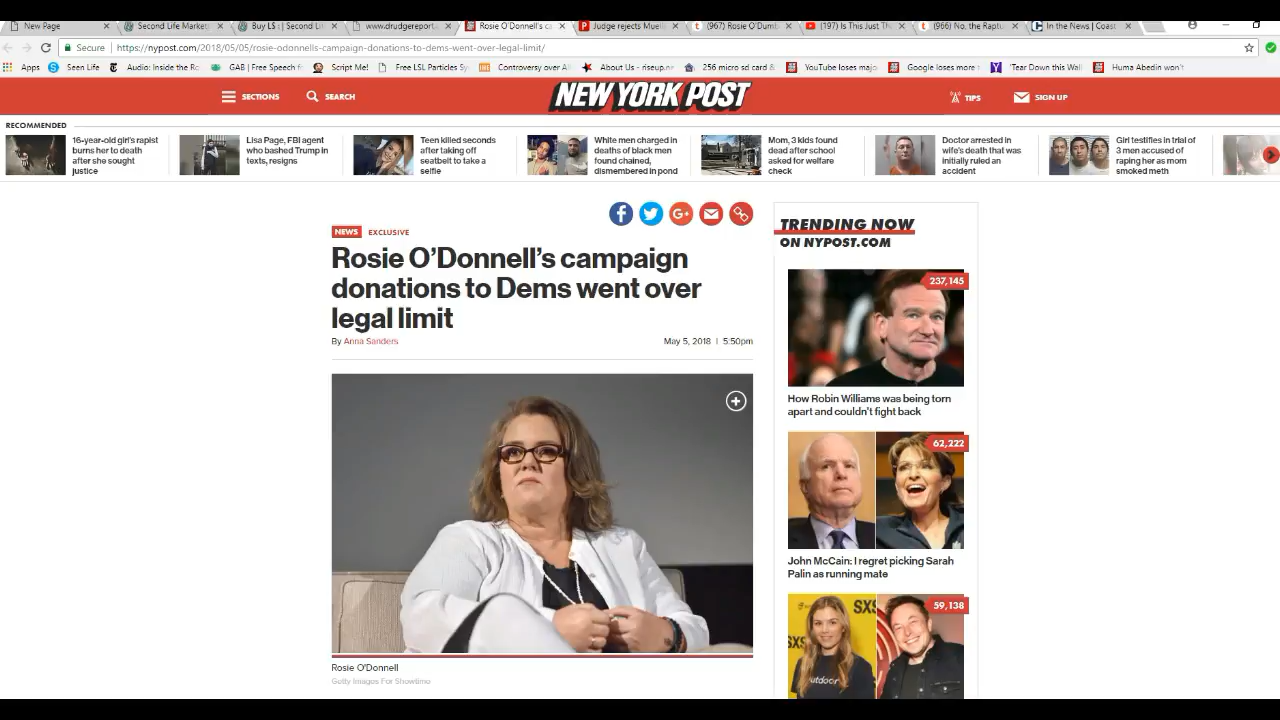 New Page
Second Life Market
Buy L$ | Second Li
www.drudgereport.
Rosie O'Donnell's ca
Judge rejects Muell
(967) Rosie O'Dumb
(197) Is This Just Th
(966) No, the Raptu
In the News | Coast
Secure
https://nypost.com/2018/05/05/rosie-odonnells-campaign-donations-to-dems-went-over-legal-limit/
Apps
Seen Life
Audio: Inside the Ro
GAB | Free Speech f
Script Me!
Free LSL Particles Sy
Controversy over Al
About Us - riseup.ne
256 micro sd card &
YouTube loses majo
Google loses more
'Tear Down this Wall
Huma Abedin won't
SECTIONS
SEARCH
NEW YORK POST
TIPS
SIGN UP
RECOMMENDED
16-year-old girl's rapist
burns her to death
after she sought
justice
Lisa Page, FBI agent
who bashed Trump in
texts, resigns
Teen killed seconds
after taking off
seatbelt to take a
selfie
White men charged in
deaths of black men
found chained,
dismembered in pond
Mom, 3 kids found
dead after school
asked for welfare
check
Doctor arrested in
wife's death that was
initially ruled an
accident
Girl testifies in trial of
3 men accused of
raping her as mom
smoked meth
NEWS
EXCLUSIVE
Rosie O'Donnell's campaign
donations to Dems went over
legal limit
By Anna Sanders
May 5, 2018 | 5:50pm
Rosie O'Donnell
Getty Images For Showtime
TRENDING NOW
ON NYPOST.COM
237,145
How Robin Williams was being torn
apart and couldn't fight back
62,222
John McCain: I regret picking Sarah
Palin as running mate
59,138
SXS
SXS
outdoor